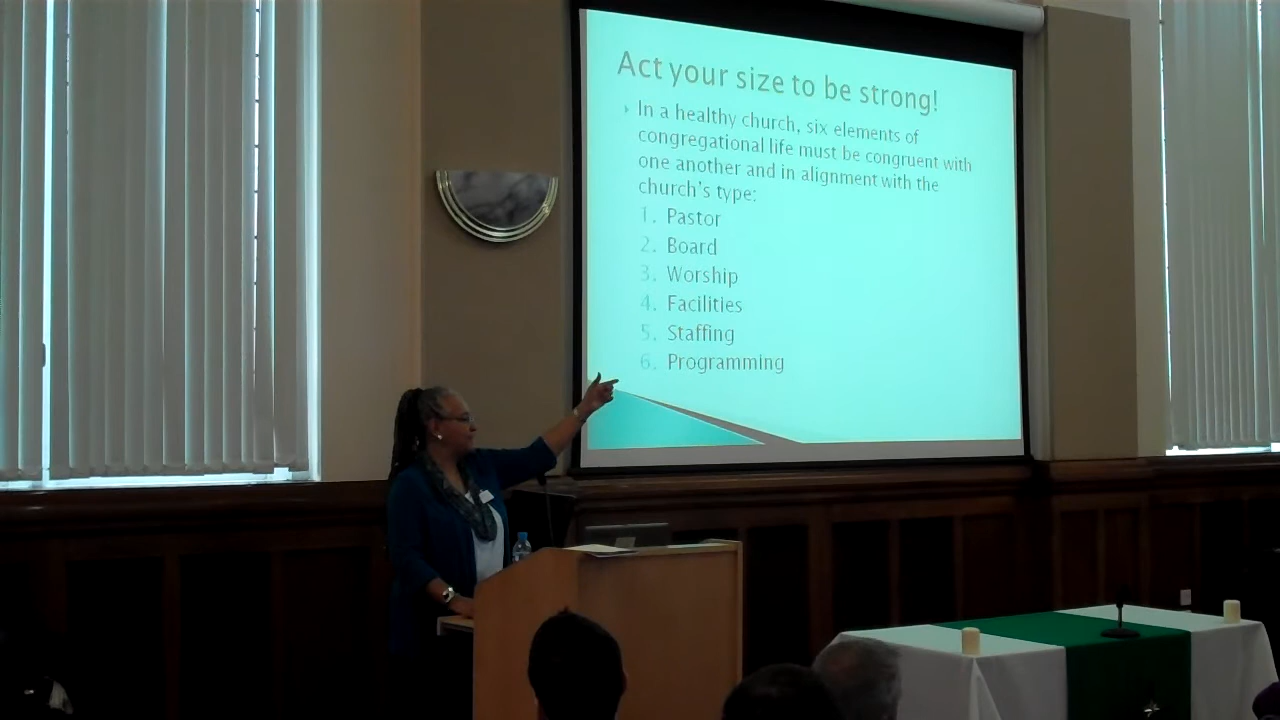 Act your size to be strong!
In a healthy church, six elements of
congregational life must be congruent with
one another and in alignment with the
church's type:
1. Pastor
2. Board
3. Worship
4. Facilities
5. Staffing
6. Programming